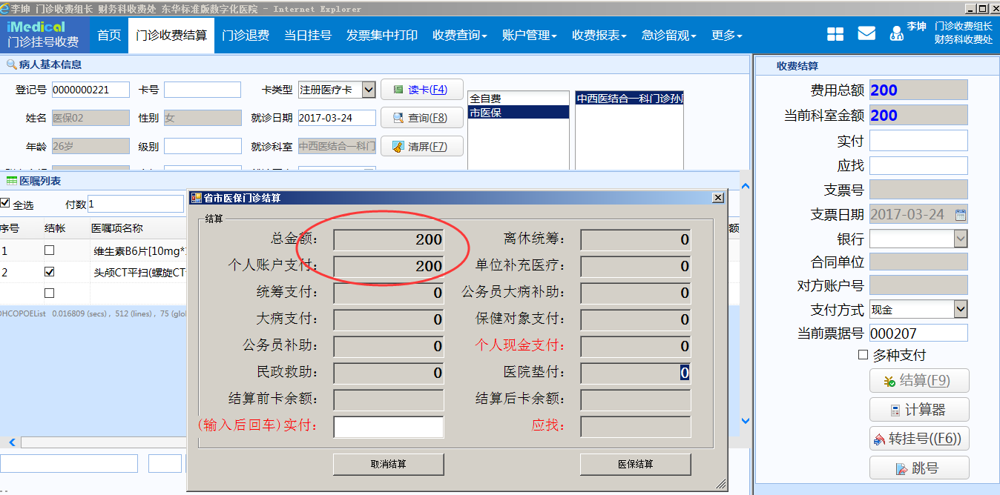 李坤 门诊收费组长 财务科收费处 东华标准版数字化医院 - Internet Explorer
iMedical
门诊挂号收费
首页 门诊收费结算 门诊退费 当日挂号 发票集中打印 收费查询 账户管理 收费报表 急诊留观 更多
李坤 门诊收费组长
财务科收费处
病人基本信息
登记号 0000000221 卡号 卡类型 注册医疗卡 读卡(F4)
姓名 医保02 性别 女 就诊日期 2017-03-24 查询(F8)
年龄 26岁 级别 就诊科室 中西医结合一科门 清屏(F7)
全自费
市医保
中西医结合一科门诊孙
医嘱列表
全选 付数 1
序号 结帐 医嘱项名称 额
1 维生素B6片[10mg*
2 头颅CT平扫(螺旋CT
DHCOPOEList 0.016809 (secs) , 512 (lines) , 75 (glo
省市医保门诊结算
结算
总金额： 200 离休统筹： 0
个人账户支付： 200 单位补充医疗： 0
统筹支付： 0 公务员大病补助： 0
大病支付： 0 保健对象支付： 0
公务员补助： 0 个人现金支付： 0
民政救助： 0 医院垫付： 0
结算前卡余额： 结算后卡余额：
(输入后回车)实付： 应找：
取消结算 医保结算
收费结算
费用总额 200
当前科室金额 200
实付
应找
支票号
支票日期 2017-03-24
银行
合同单位
对方账户号
支付方式 现金
当前票据号 000207
多种支付
结算(F9)
计算器
转挂号((F6))
跳号